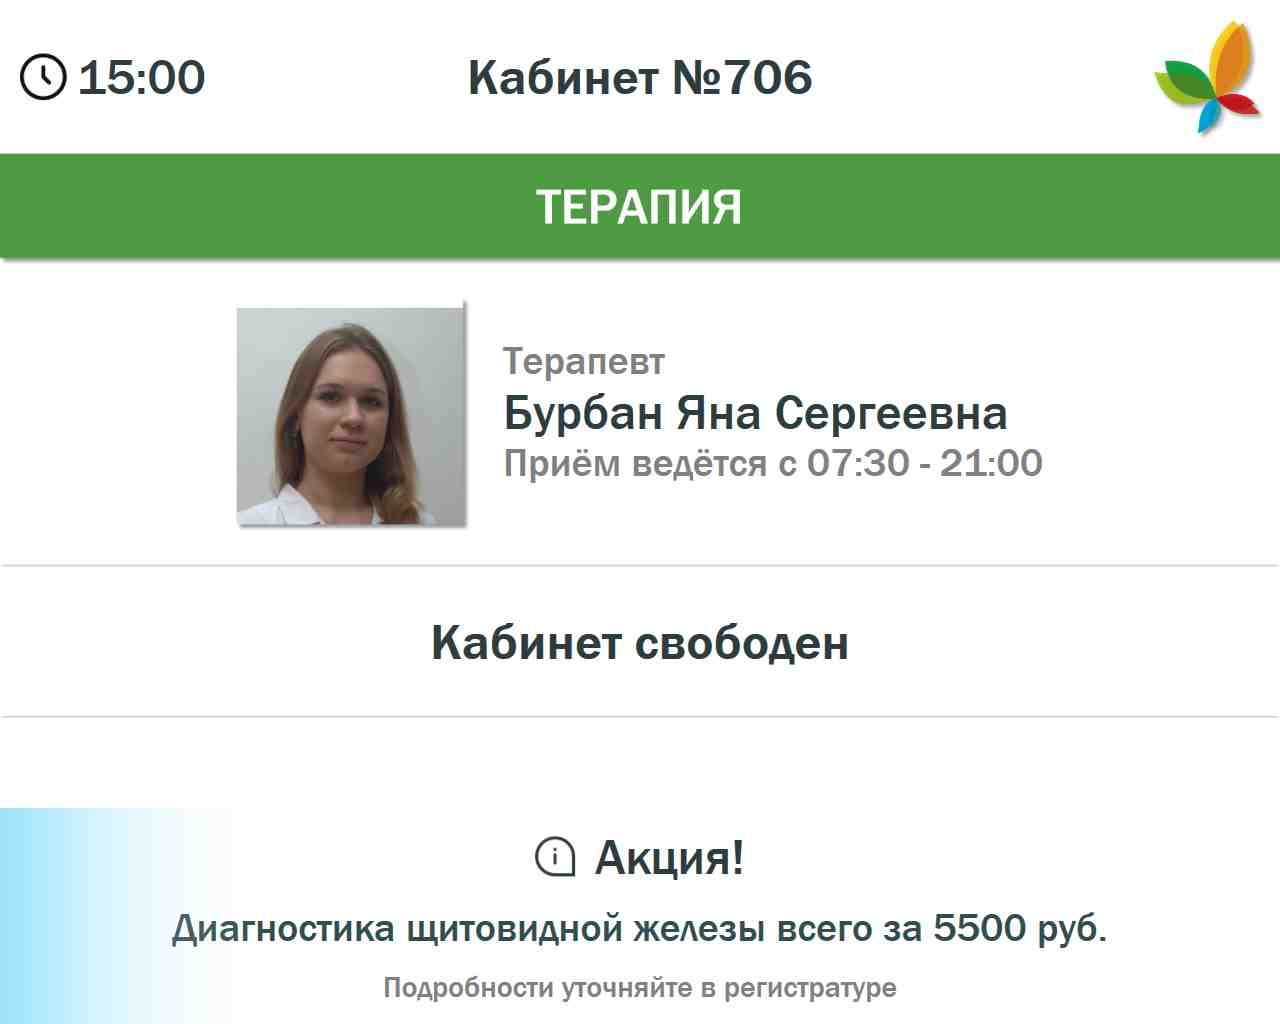 15:00
Кабинет №706
ТЕРАПИЯ
Терапевт
Бурбан Яна Сергеевна
Приём ведётся с 07:30 - 21:00
Кабинет свободен
Акция!
Диагностика щитовидной железы всего за 5500 руб.
Подробности уточняйте в регистратуре